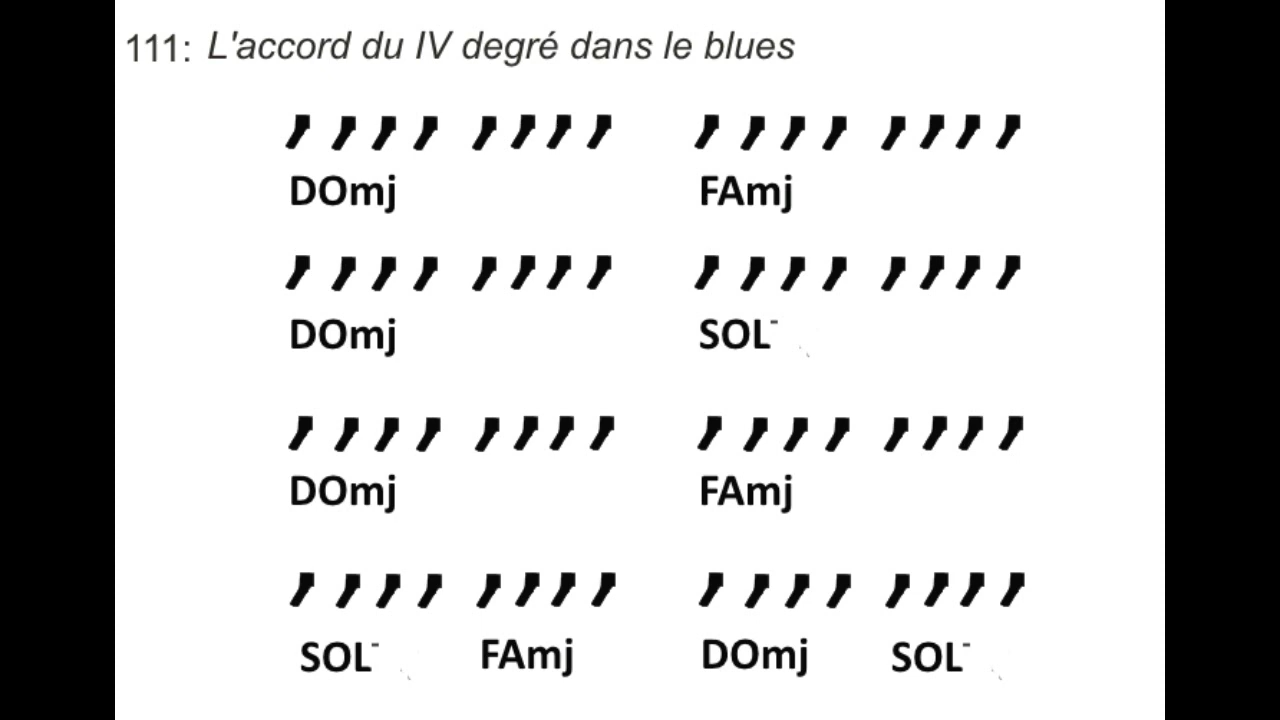 111: L'accord du IV degré dans le blues
, , , , , , , , , , , , , , , ,
DOmj FAmj
, , , , , , , , , , , , , , , ,
DOmj SOL-
, , , , , , , , , , , , , , , ,
DOmj FAmj
, , , , , , , , , , , , , , , ,
SOL- FAmj DOmj SOL-